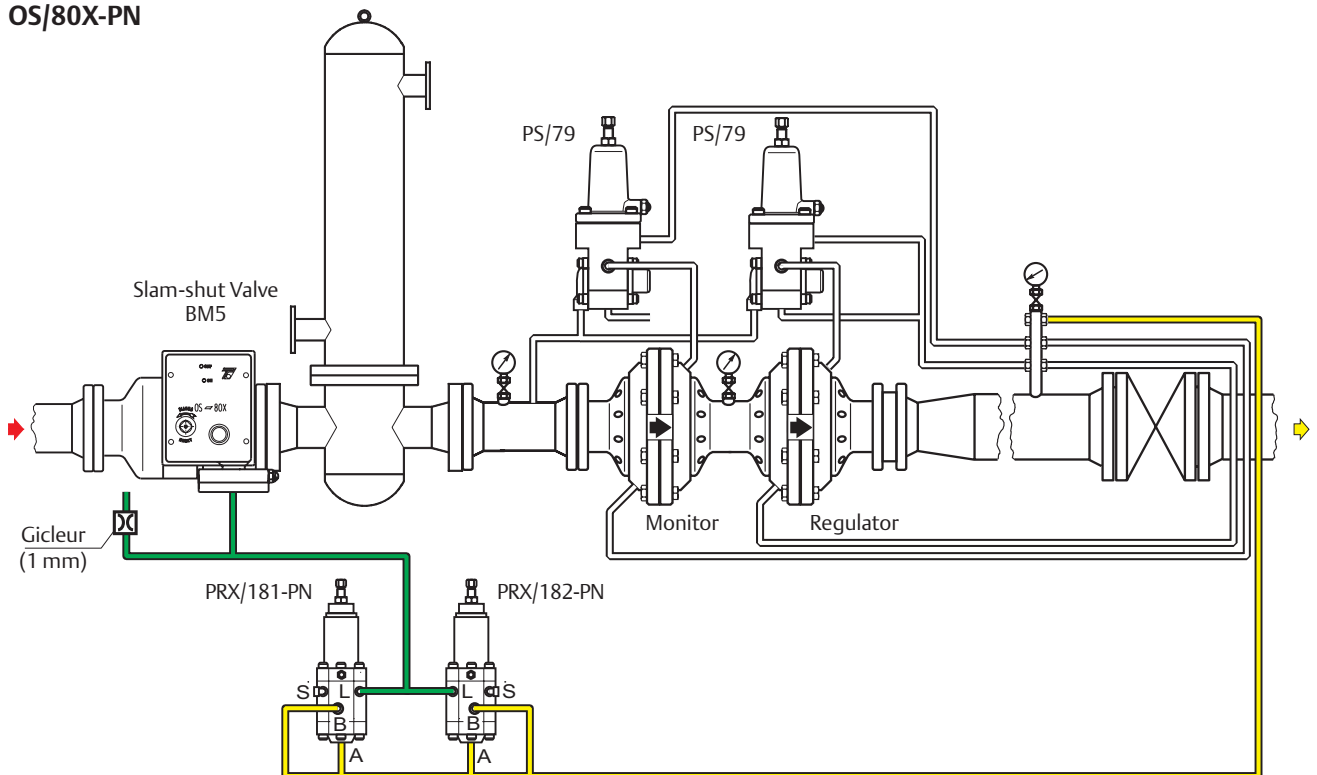 OS/80X-PN
PS/79
PS/79
Slam-shut Valve
BM5
OS
80X
Monitor
Regulator
Gicleur
(1 mm)
PRX/181-PN
PRX/182-PN
S
L
L
S
B
B
A
A